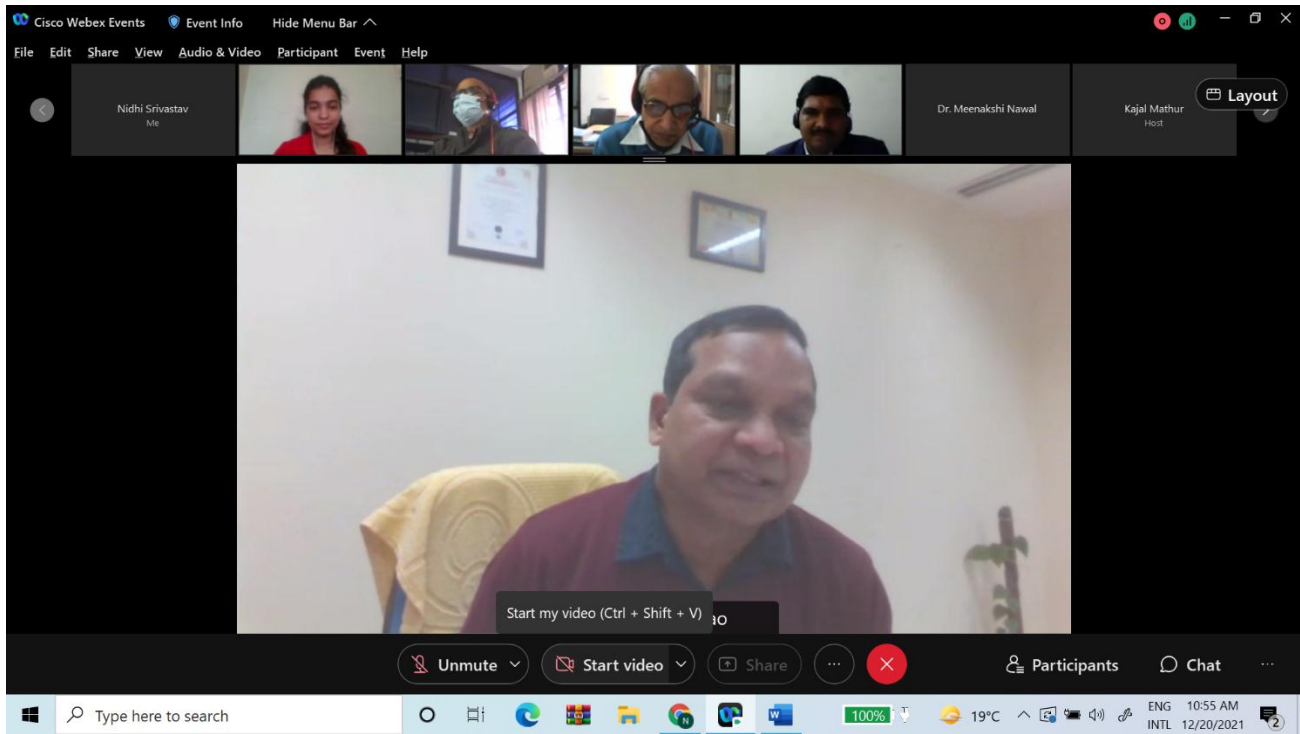 Cisco Webex Events Event Info Hide Menu Bar
File Edit Share View Audio & Video Participant Event Help
Nidhi Srivastav
Me
Dr. Meenakshi Nawal
Kajal Mathur
Host
Layout
Start my video (Ctrl + Shift + V)
ao
Unmute Start video Share Participants Chat
Type here to search
100%
19°C
ENG 10:55 AM
INTL 12/20/2021
2